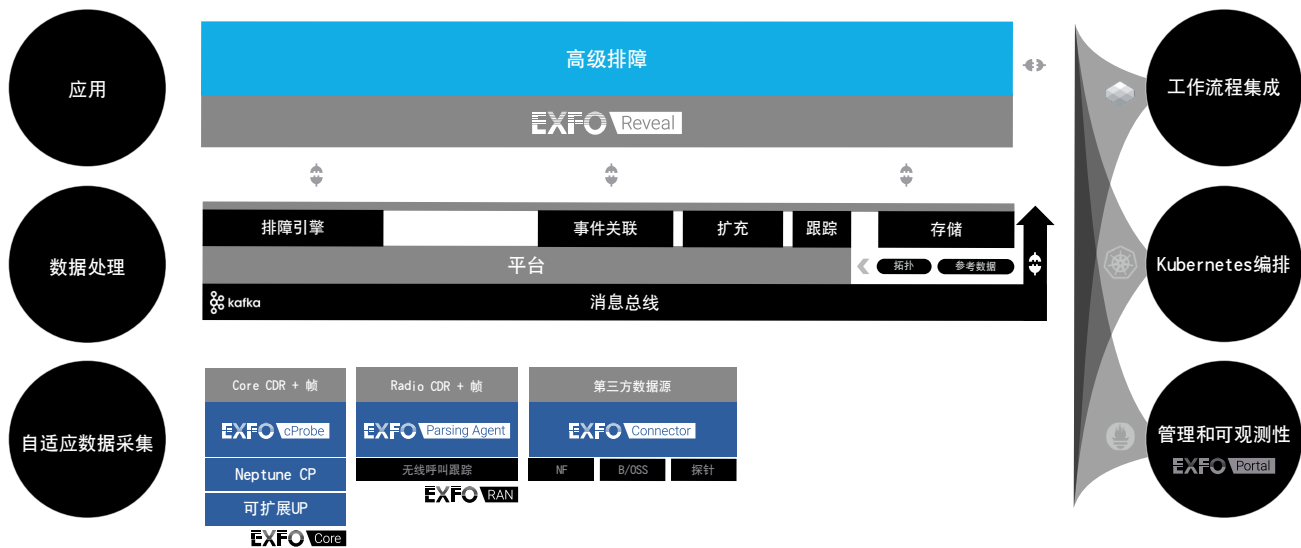 应用
高级排障
EXFO Reveal
工作流程集成
数据处理
排障引擎
事件关联
扩充
跟踪
存储
平台
拓扑
参考数据
kafka
消息总线
Kubernetes编排
自适应数据采集
Core CDR + 帧
EXFO cProbe
Neptune CP
可扩展UP
EXFO Core
Radio CDR + 帧
EXFO Parsing Agent
无线呼叫跟踪
EXFO RAN
第三方数据源
EXFO Connector
NF
B/OSS
探针
管理和可观测性
EXFO Portal